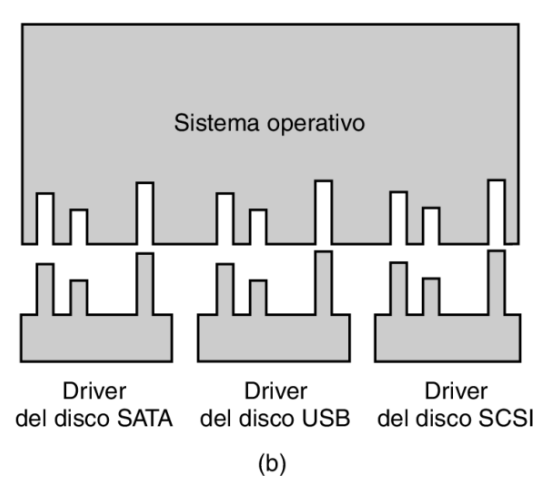 Sistema operativo
Driver
del disco SATA
Driver
del disco USB
Driver
del disco SCSI
(b)